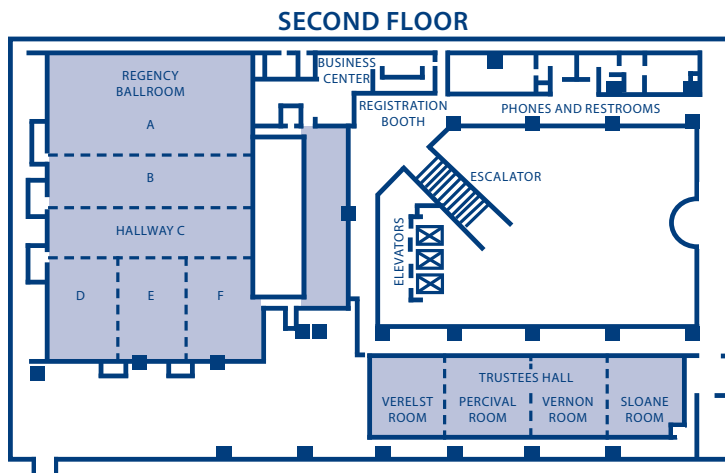 SECOND FLOOR
REGENCY
BALLROOM
A
B
HALLWAY C
D
E
F
BUSINESS
CENTER
REGISTRATION
BOOTH
PHONES AND RESTROOMS
ESCALATOR
ELEVATORS
TRUSTEES HALL
VERELST
ROOM
PERCIVAL
ROOM
VERNON
ROOM
SLOANE
ROOM